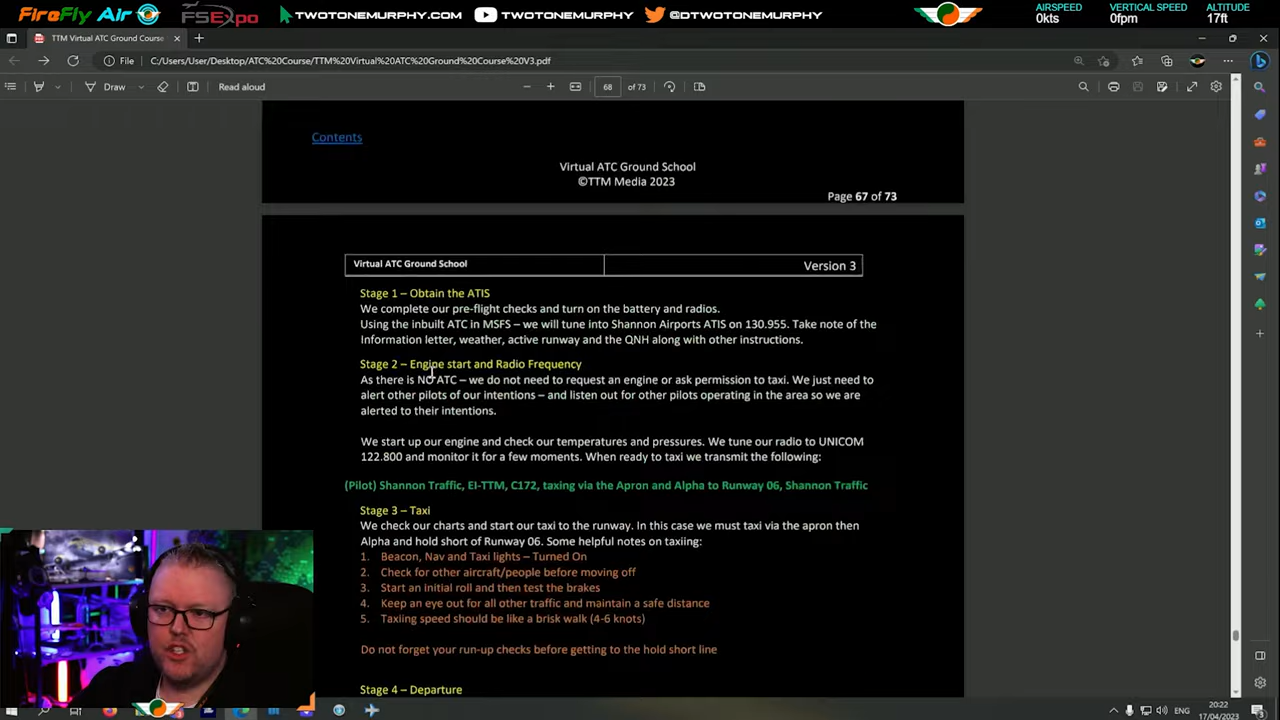 FireFly Air
FSExpo
TWOTONEMURPHY.COM
TWOTONEMURPHY
@DTWOTONEMURPHY
AIRSPEED
0kts
VERTICAL SPEED
0fpm
ALTITUDE
17ft
TTM Virtual ATC Ground Course
File
C:/Users/User/Desktop/ATC%20Course/TTM%20Virtual%20ATC%20Ground%20Course%20V3.pdf
Draw
Read aloud
68
of 73
Contents
Virtual ATC Ground School
©TTM Media 2023
Page 67 of 73
Virtual ATC Ground School
Version 3
Stage 1 – Obtain the ATIS
We complete our pre-flight checks and turn on the battery and radios.
Using the inbuilt ATC in MSFS – we will tune into Shannon Airports ATIS on 130.955. Take note of the
Information letter, weather, active runway and the QNH along with other instructions.
Stage 2 – Engine start and Radio Frequency
As there is NO ATC – we do not need to request an engine or ask permission to taxi. We just need to
alert other pilots of our intentions – and listen out for other pilots operating in the area so we are
alerted to their intentions.
We start up our engine and check our temperatures and pressures. We tune our radio to UNICOM
122.800 and monitor it for a few moments. When ready to taxi we transmit the following:
(Pilot) Shannon Traffic, EI-TTM, C172, taxing via the Apron and Alpha to Runway 06, Shannon Traffic
Stage 3 – Taxi
We check our charts and start our taxi to the runway. In this case we must taxi via the apron then
Alpha and hold short of Runway 06. Some helpful notes on taxiing:
1. Beacon, Nav and Taxi lights – Turned On
2. Check for other aircraft/people before moving off
3. Start an initial roll and then test the brakes
4. Keep an eye out for all other traffic and maintain a safe distance
5. Taxiing speed should be like a brisk walk (4-6 knots)
Do not forget your run-up checks before getting to the hold short line
Stage 4 – Departure
ENG
20:22
17/04/2023